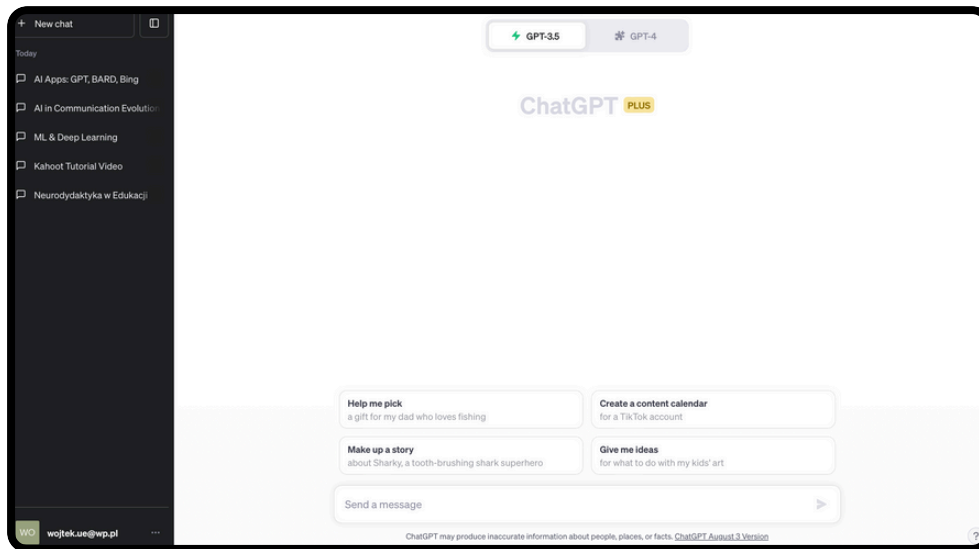 + New chat
Today
AI Apps: GPT, BARD, Bing
AI in Communication Evolution
ML & Deep Learning
Kahoot Tutorial Video
Neurodydaktyka w Edukacji
WO wojtek.ue@wp.pl ...
GPT-3.5 GPT-4
ChatGPT PLUS
Help me pick
a gift for my dad who loves fishing
Create a content calendar
for a TikTok account
Make up a story
about Sharky, a tooth-brushing shark superhero
Give me ideas
for what to do with my kids' art
Send a message
ChatGPT may produce inaccurate information about people, places, or facts. ChatGPT August 3 Version
?